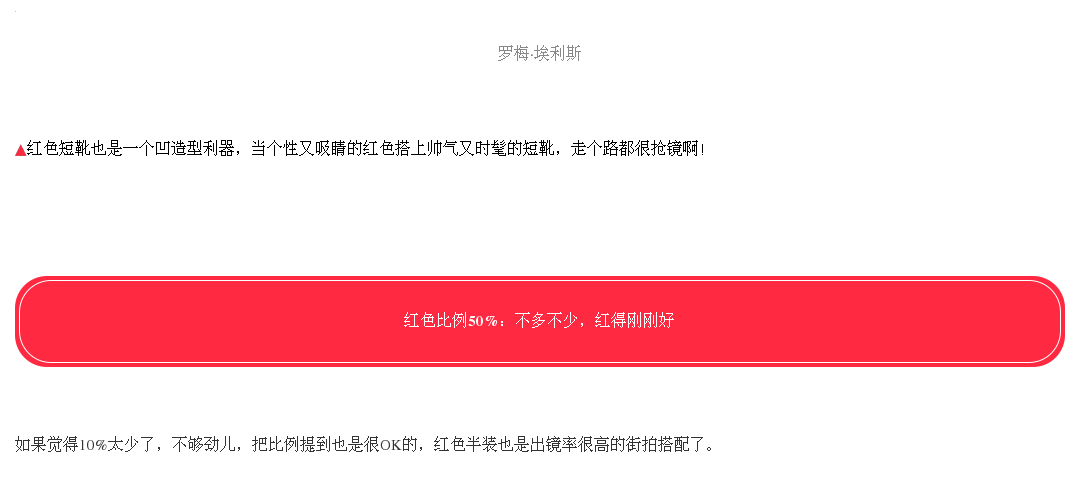 罗梅·埃利斯
▲红色短靴也是一个凹造型利器，当个性又吸睛的红色搭上帅气又时髦的短靴，走个路都很抢镜啊！
红色比例50%：不多不少，红得刚刚好
如果觉得10%太少了，不够劲儿，把比例提到也是很OK的，红色半装也是出镜率很高的街拍搭配了。